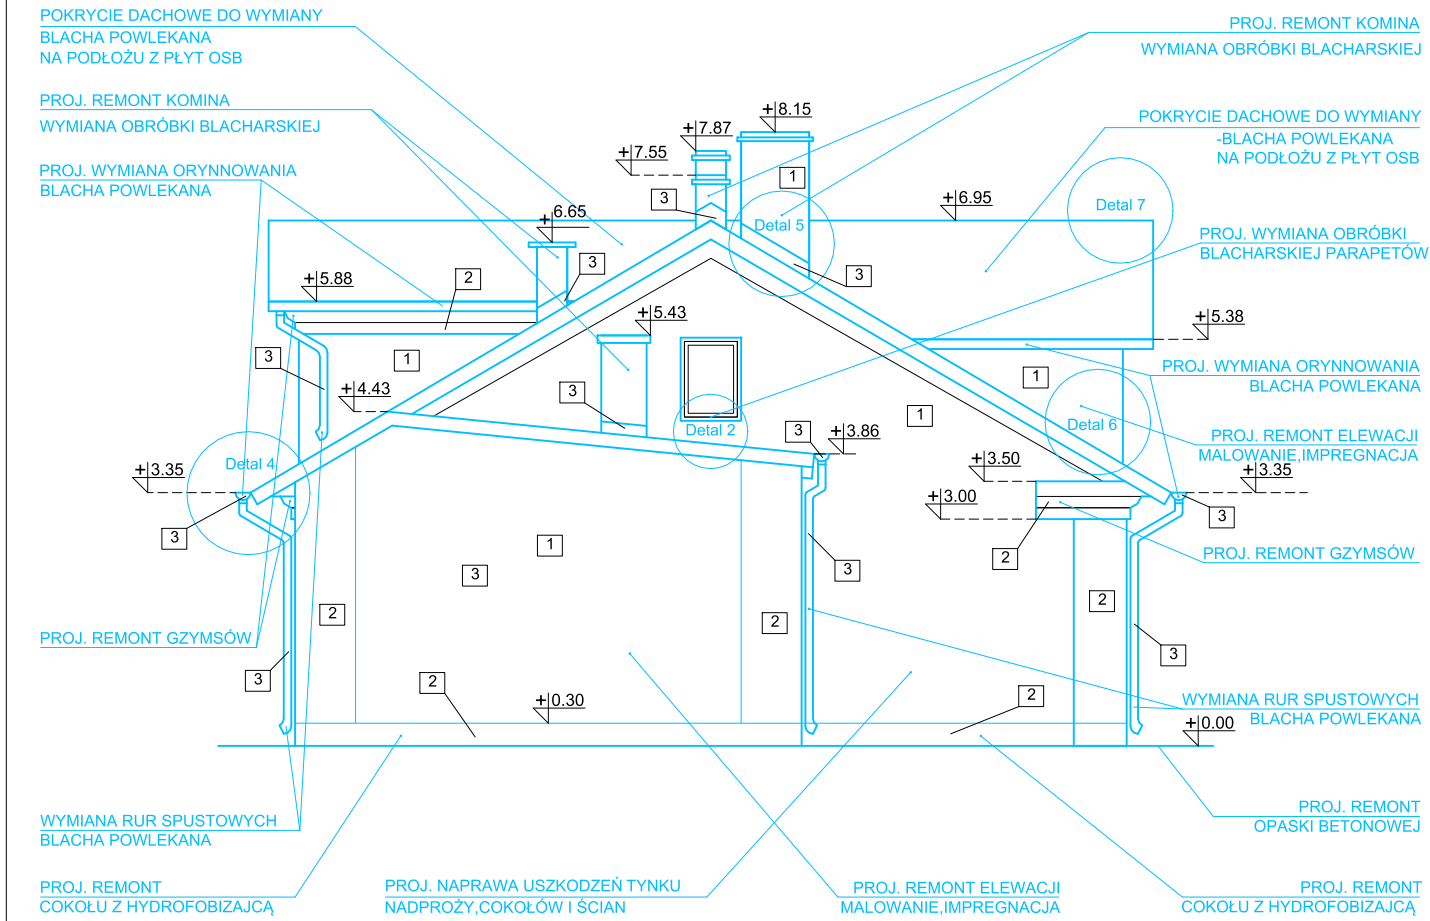 POKRYCIE DACHOWE DO WYMIANY
BLACHA POWLEKANA
NA PODŁOŻU Z PŁYT OSB
PROJ. REMONT KOMINA
WYMIANA OBRÓBKI BLACHARSKIEJ
PROJ. WYMIANA ORYNNOWANIA
BLACHA POWLEKANA
PROJ. REMONT KOMINA
WYMIANA OBRÓBKI BLACHARSKIEJ
POKRYCIE DACHOWE DO WYMIANY
-BLACHA POWLEKANA
NA PODŁOŻU Z PŁYT OSB
PROJ. WYMIANA OBRÓBKI
BLACHARSKIEJ PARAPETÓW
+8.15
+7.87
+7.55
1
3
+6.95
Detal 7
+6.65
Detal 5
3
3
2
+5.88
+5.43
+5.38
3
1
1
PROJ. WYMIANA ORYNNOWANIA
BLACHA POWLEKANA
+4.43
3
1
Detal 2
Detal 6
3
+3.86
PROJ. REMONT ELEWACJI
MALOWANIE,IMPREGNACJA
Detal 4
+3.35
+3.50
+3.35
+3.00
3
3
1
2
PROJ. REMONT GZYMSÓW
3
3
2
2
2
PROJ. REMONT GZYMSÓW
3
3
2
2
+0.30
WYMIANA RUR SPUSTOWYCH
BLACHA POWLEKANA
+0.00
WYMIANA RUR SPUSTOWYCH
BLACHA POWLEKANA
PROJ. REMONT
OPASKI BETONOWEJ
PROJ. REMONT
COKOŁU Z HYDROFOBIZAJCĄ
PROJ. NAPRAWA USZKODZEŃ TYNKU
NADPROŻY,COKOŁÓW I ŚCIAN
PROJ. REMONT ELEWACJI
MALOWANIE,IMPREGNACJA
PROJ. REMONT
COKOŁU Z HYDROFOBIZAJCĄ